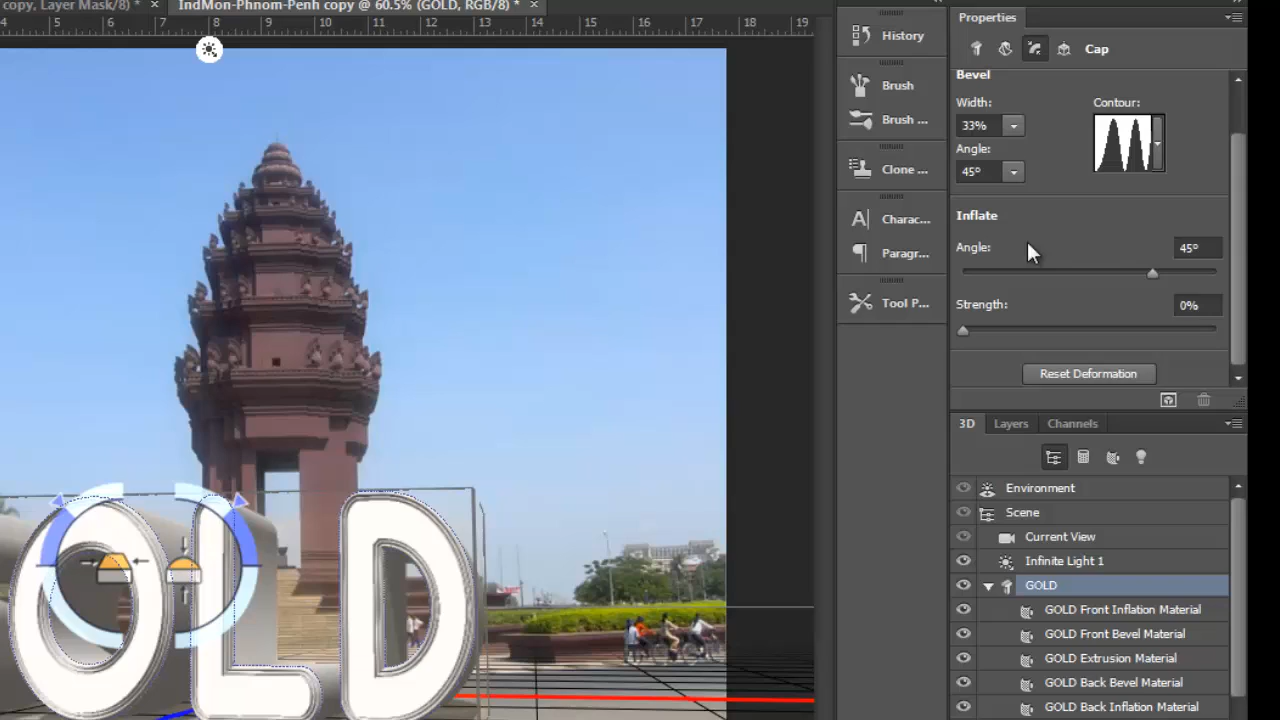 copy, Layer Mask/8) * ×
IndMon-Phnom-Penh copy @ 60.5% (GOLD, RGB/8) * ×
4 5 6 7 8 9 10 11 12 13 14 15 16 17 18 19
History
Brush
Brush ...
Clone ...
A| Charac...
Paragr...
Tool P...
Properties
Cap
Bevel
Width: Contour:
33%
Angle:
45º
Inflate
Angle: 45º
Strength: 0%
Reset Deformation
3D Layers Channels
Environment
Scene
Current View
Infinite Light 1
GOLD
GOLD Front Inflation Material
GOLD Front Bevel Material
GOLD Extrusion Material
GOLD Back Bevel Material
GOLD Back Inflation Material
OLD